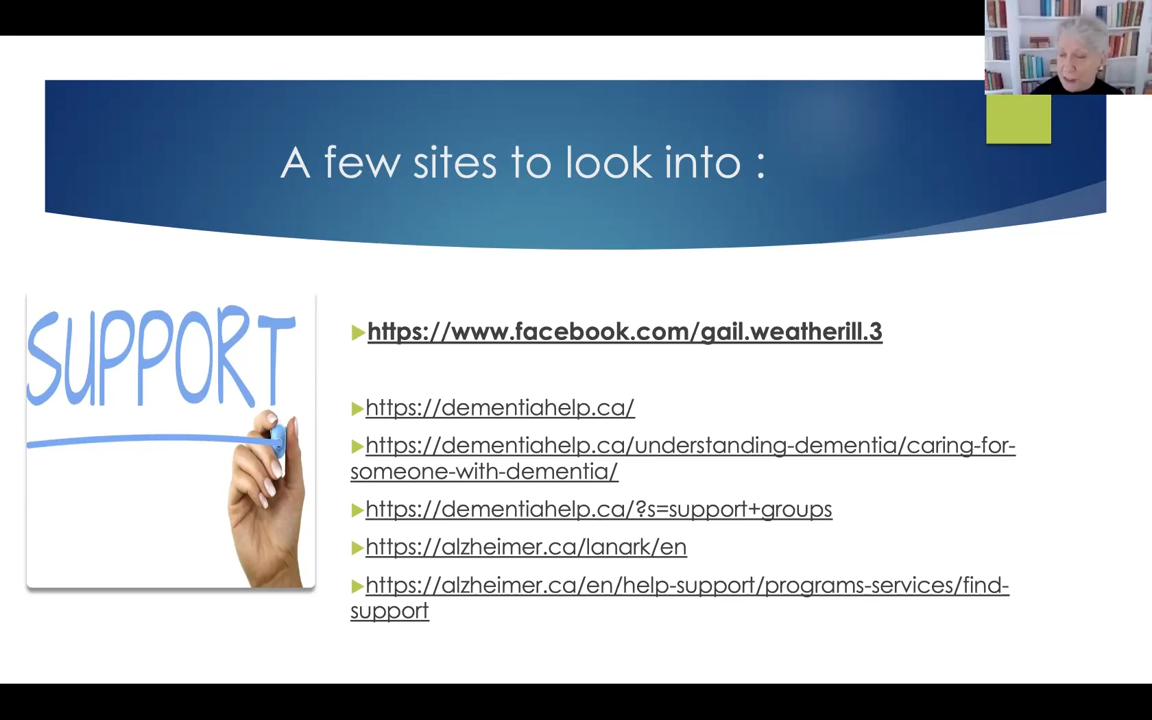 A few sites to look into :
SUPPORT
https://www.facebook.com/gail.weatherill.3
https://dementiahelp.ca/
https://dementiahelp.ca/understanding-dementia/caring-for-
someone-with-dementia/
https://dementiahelp.ca/?s=support+groups
https://alzheimer.ca/lanark/en
https://alzheimer.ca/en/help-support/programs-services/find-
support